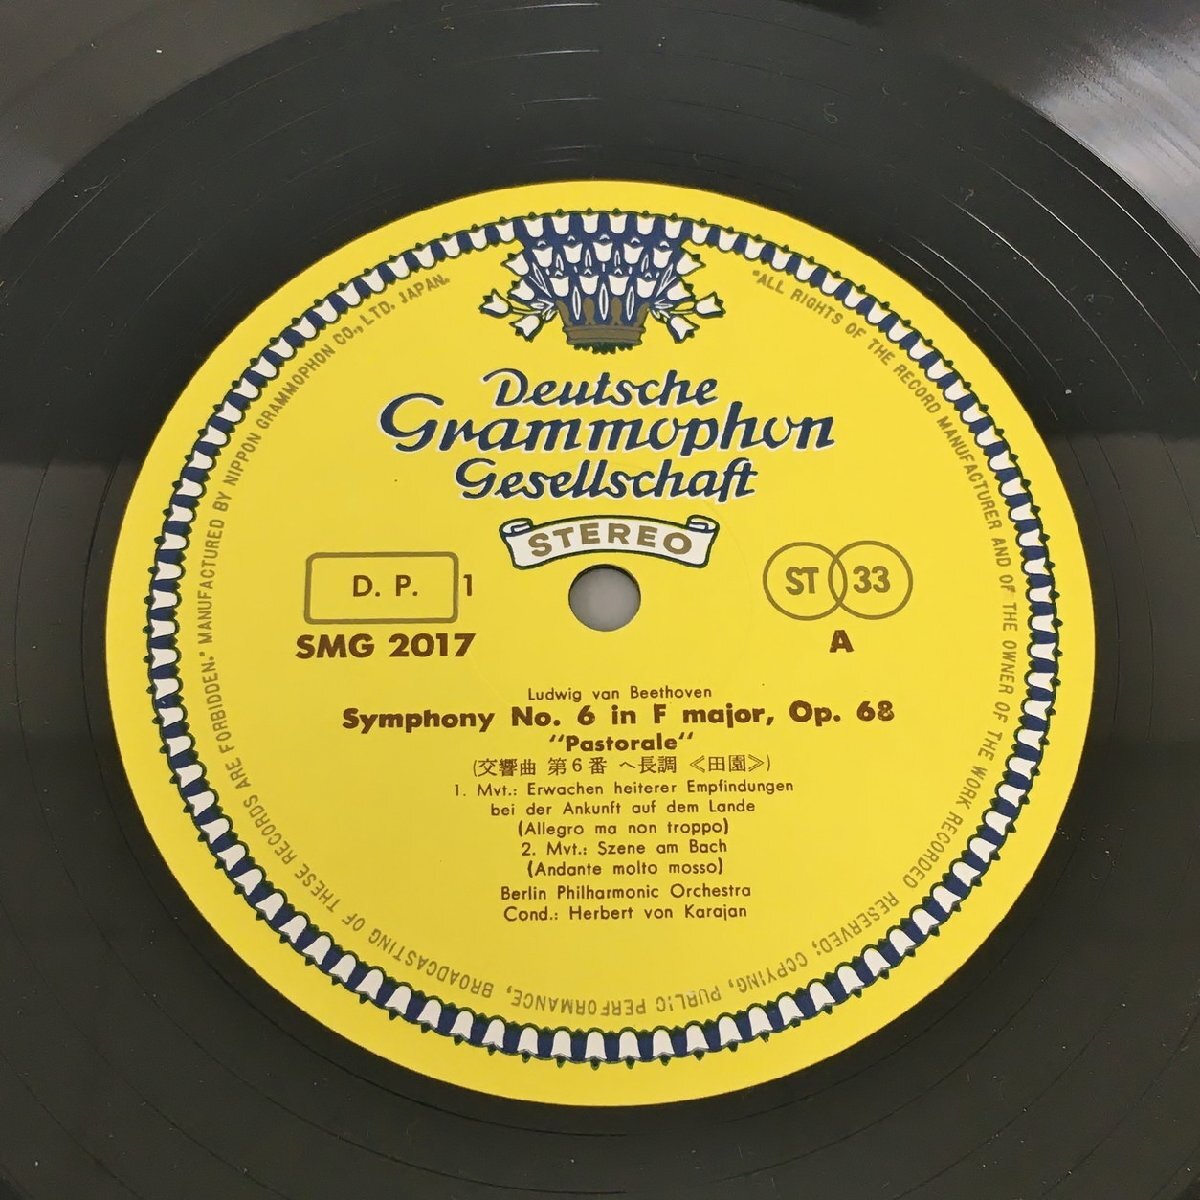 Deutsche
Grammophon
Gesellschaft
STEREO
D. P. 1
ST 33
SMG 2017
A
Ludwig van Beethoven
Symphony No. 6 in F major, Op. 68
"Pastorale"
(交響曲 第6番 ヘ長調 《田園》)
1. Mvt.: Erwachen heiterer Empfindungen
bei der Ankunft auf dem Lande
(Allegro ma non troppo)
2. Mvt.: Szene am Bach
(Andante molto mosso)
Berlin Philharmonic Orchestra
Cond.: Herbert von Karajan
"ALL RIGHTS OF THE RECORD MANUFACTURER AND OF THE OWNER OF THE WORK RECORDED RESERVED; COPYING, PUBLIC PERFORMANCE, BROADCASTING OF THESE RECORDS ARE FORBIDDEN." MANUFACTURED BY NIPPON GRAMMOPHON CO., LTD. JAPAN.